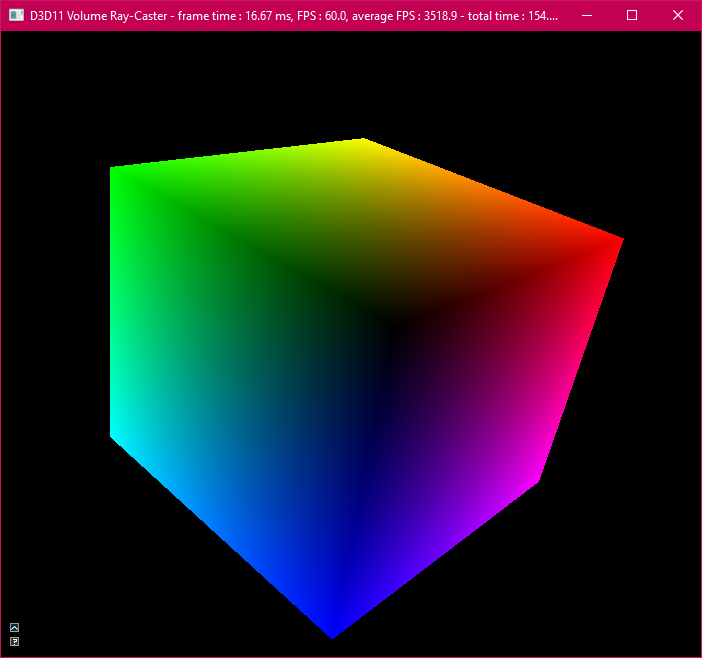 D3D11 Volume Ray-Caster - frame time : 16.67 ms, FPS : 60.0, average FPS : 3518.9 - total time : 154....
?